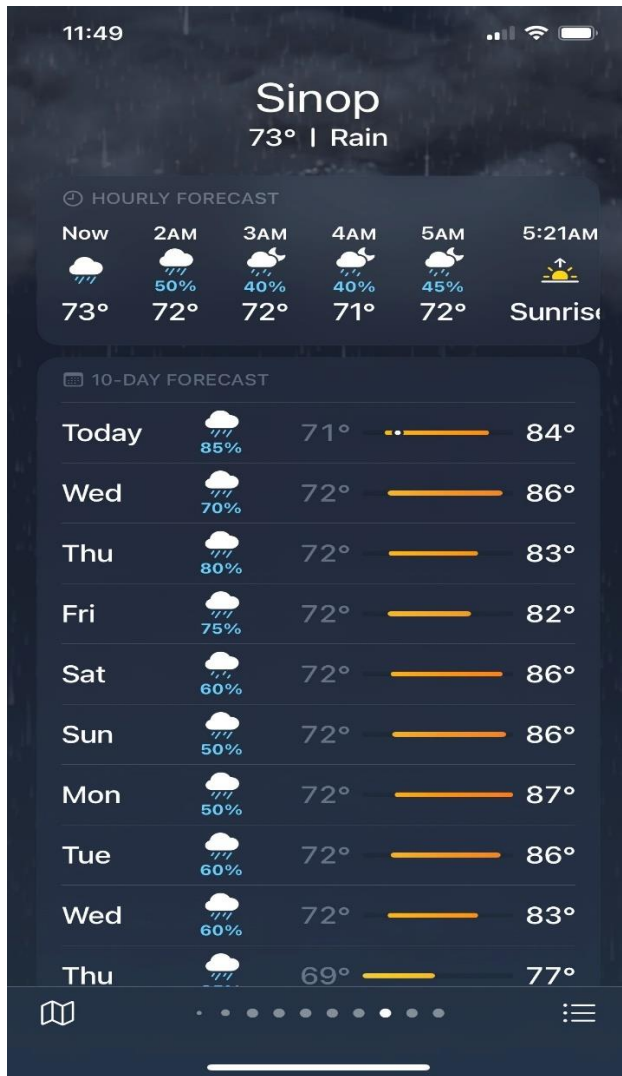 11:49
Sinop
73° | Rain
HOURLY FORECAST
Now 2AM 3AM 4AM 5AM 5:21AM
50% 40% 40% 45%
73° 72° 72° 71° 72° Sunrise
10-DAY FORECAST
Today 85% 71° 84°
Wed 70% 72° 86°
Thu 80% 72° 83°
Fri 75% 72° 82°
Sat 60% 72° 86°
Sun 50% 72° 86°
Mon 50% 72° 87°
Tue 60% 72° 86°
Wed 60% 72° 83°
Thu 69° 77°